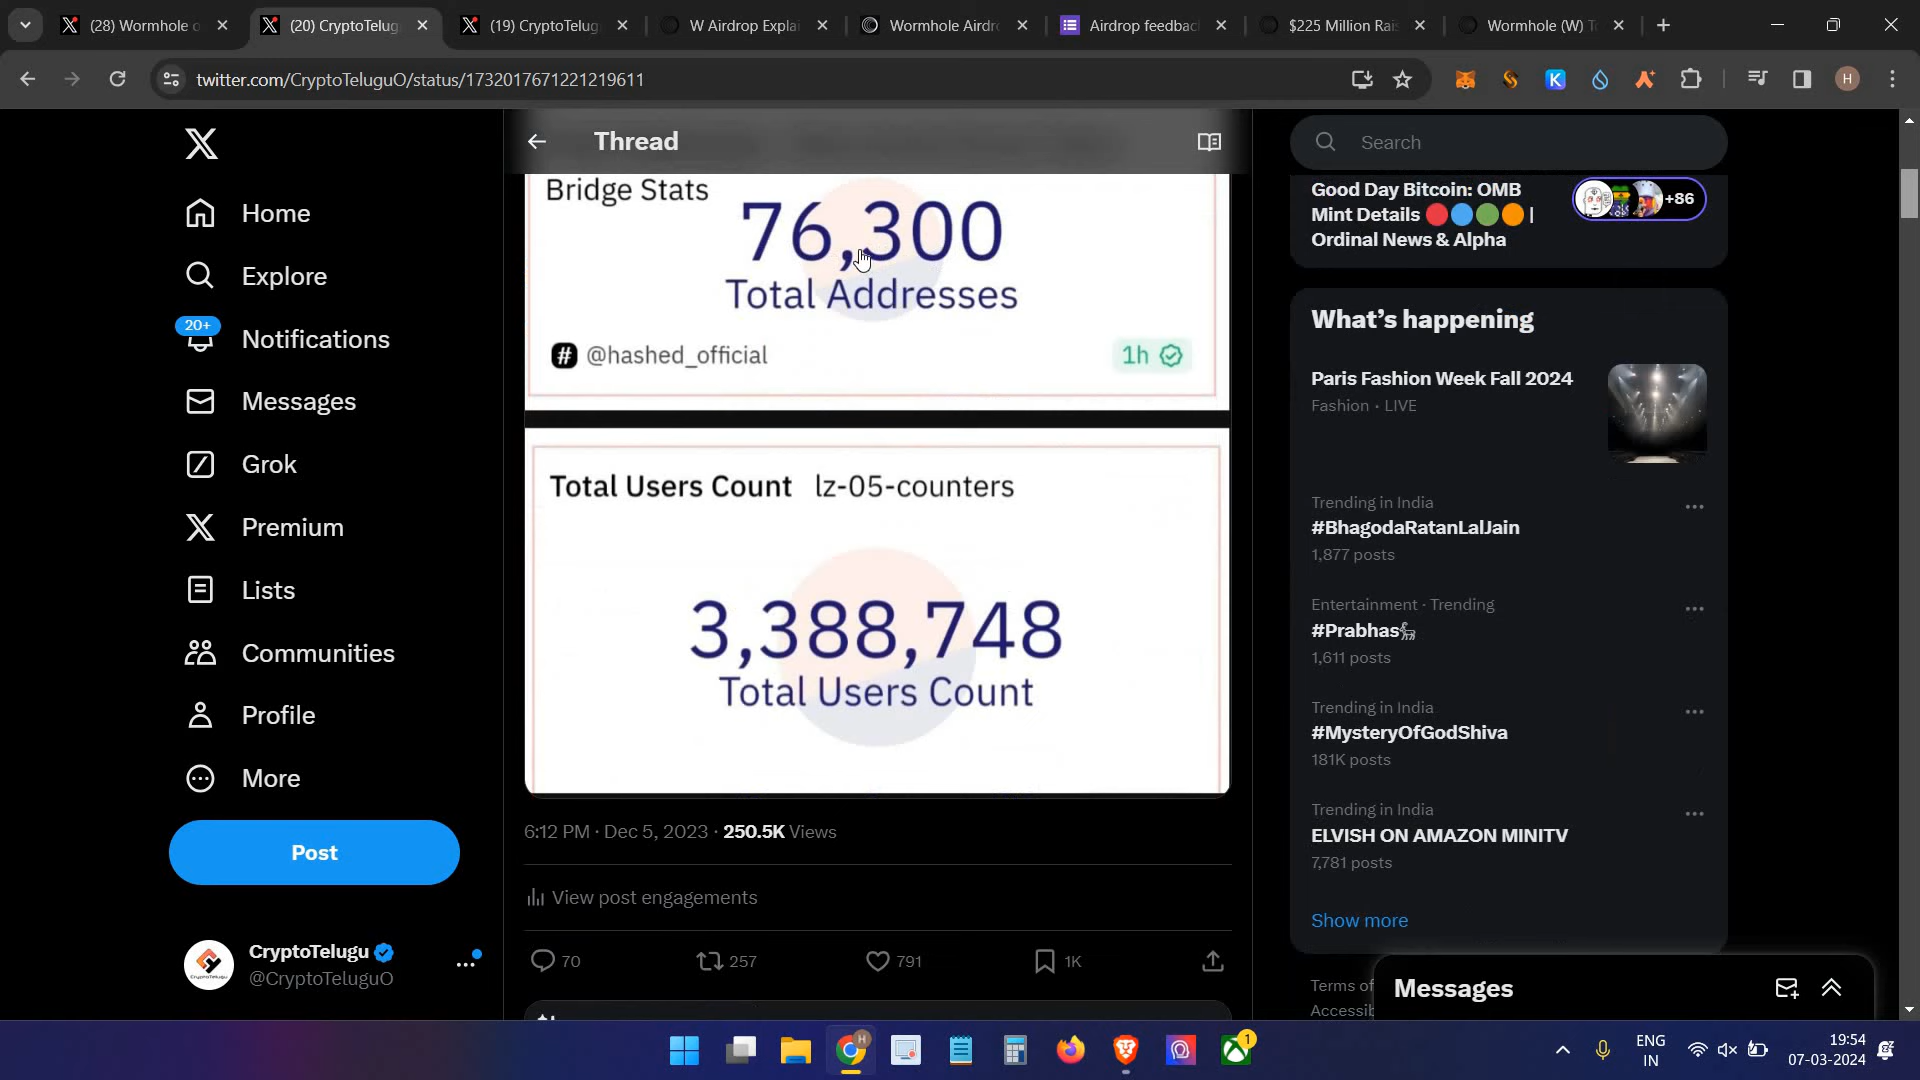 (28) Wormhole o
(20) CryptoTelug
(19) CryptoTelug
W Airdrop Explai
Wormhole Airdro
Airdrop feedbac
$225 Million Rai
Wormhole (W) T
twitter.com/CryptoTeluguO/status/1732017671221219611
H
Thread
Search
Home
Explore
20+
Notifications
Messages
Grok
Premium
Lists
Communities
Profile
More
Post
CryptoTelugu
@CryptoTeluguO
Bridge Stats
76,300
Total Addresses
@hashed_official
1h
Total Users Count lz-05-counters
3,388,748
Total Users Count
6:12 PM · Dec 5, 2023 · 250.5K Views
View post engagements
70
257
791
1K
Good Day Bitcoin: OMB
Mint Details 🔴🔵🟢🟠 |
Ordinal News & Alpha
+86
What's happening
Paris Fashion Week Fall 2024
Fashion · LIVE
Trending in India
#BhagodaRatanLalJain
1,877 posts
Entertainment · Trending
#Prabhas
1,611 posts
Trending in India
#MysteryOfGodShiva
181K posts
Trending in India
ELVISH ON AMAZON MINITV
7,781 posts
Show more
Terms of
Accessib
Messages
H
1
ENG
IN
19:54
07-03-2024